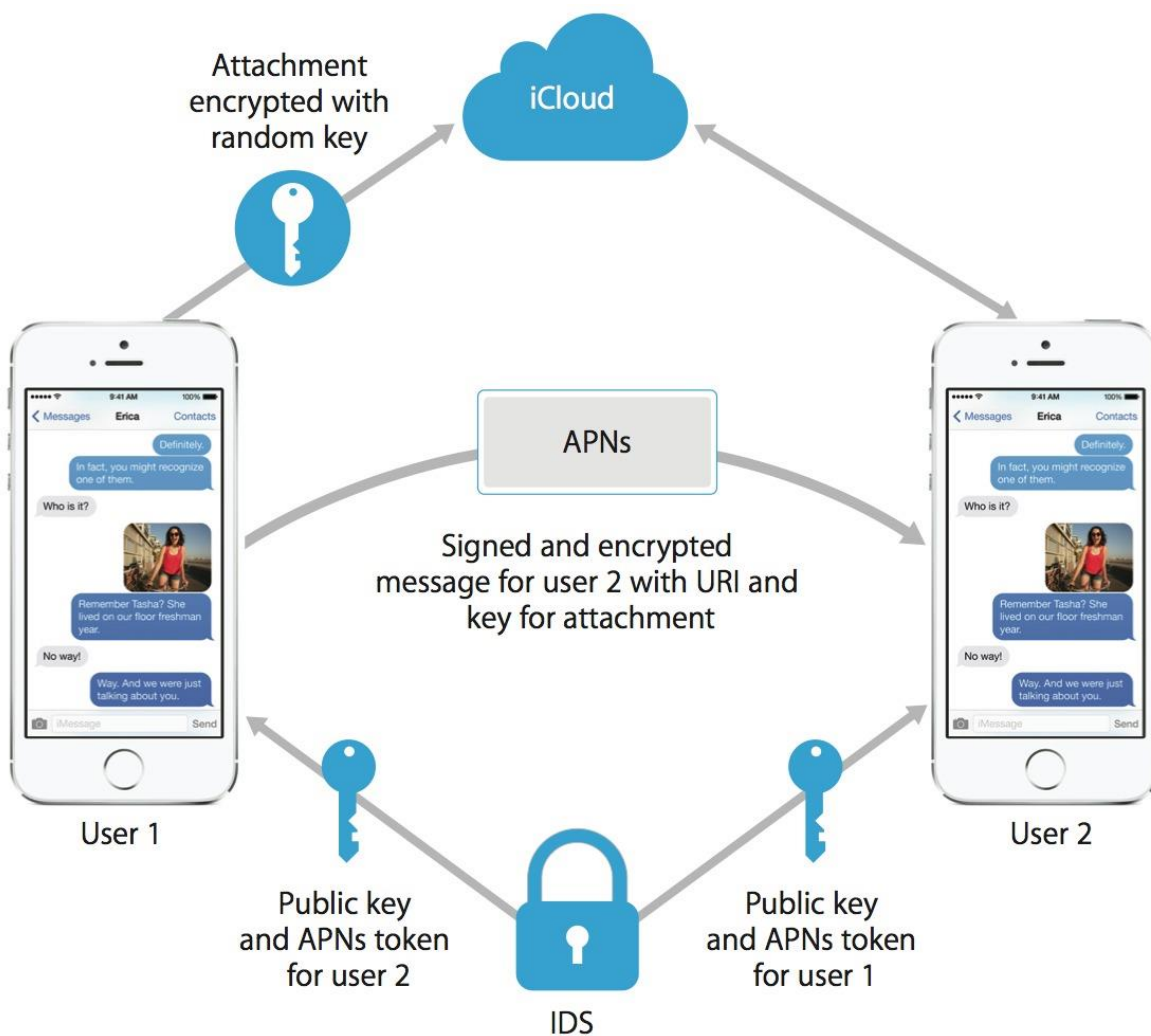 Attachment
encrypted with
random key
iCloud
9:41 AM
100%
Messages
Erica
Contacts
Definitely.
In fact, you might recognize
one of them.
Who is it?
Remember Tasha? She
lived on our floor freshman
year.
No way!
Way. And we were just
talking about you.
iMessage
Send
User 1
APNs
Signed and encrypted
message for user 2 with URI and
key for attachment
9:41 AM
100%
Messages
Erica
Contacts
Definitely.
In fact, you might recognize
one of them.
Who is it?
Remember Tasha? She
lived on our floor freshman
year.
No way!
Way. And we were just
talking about you.
iMessage
Send
User 2
Public key
and APNs token
for user 2
Public key
and APNs token
for user 1
IDS